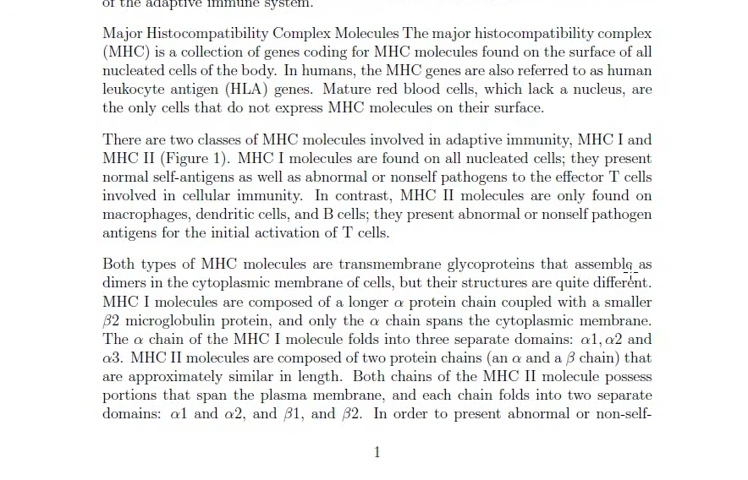 of the adaptive immune system.
Major Histocompatibility Complex Molecules The major histocompatibility complex
(MHC) is a collection of genes coding for MHC molecules found on the surface of all
nucleated cells of the body. In humans, the MHC genes are also referred to as human
leukocyte antigen (HLA) genes. Mature red blood cells, which lack a nucleus, are
the only cells that do not express MHC molecules on their surface.
There are two classes of MHC molecules involved in adaptive immunity, MHC I and
MHC II (Figure 1). MHC I molecules are found on all nucleated cells; they present
normal self-antigens as well as abnormal or nonself pathogens to the effector T cells
involved in cellular immunity. In contrast, MHC II molecules are only found on
macrophages, dendritic cells, and B cells; they present abnormal or nonself pathogen
antigens for the initial activation of T cells.
Both types of MHC molecules are transmembrane glycoproteins that assemble as
dimers in the cytoplasmic membrane of cells, but their structures are quite different.
MHC I molecules are composed of a longer α protein chain coupled with a smaller
β2 microglobulin protein, and only the α chain spans the cytoplasmic membrane.
The α chain of the MHC I molecule folds into three separate domains: α1, α2 and
α3. MHC II molecules are composed of two protein chains (an α and a β chain) that
are approximately similar in length. Both chains of the MHC II molecule possess
portions that span the plasma membrane, and each chain folds into two separate
domains: α1 and α2, and β1, and β2. In order to present abnormal or non-self-
1